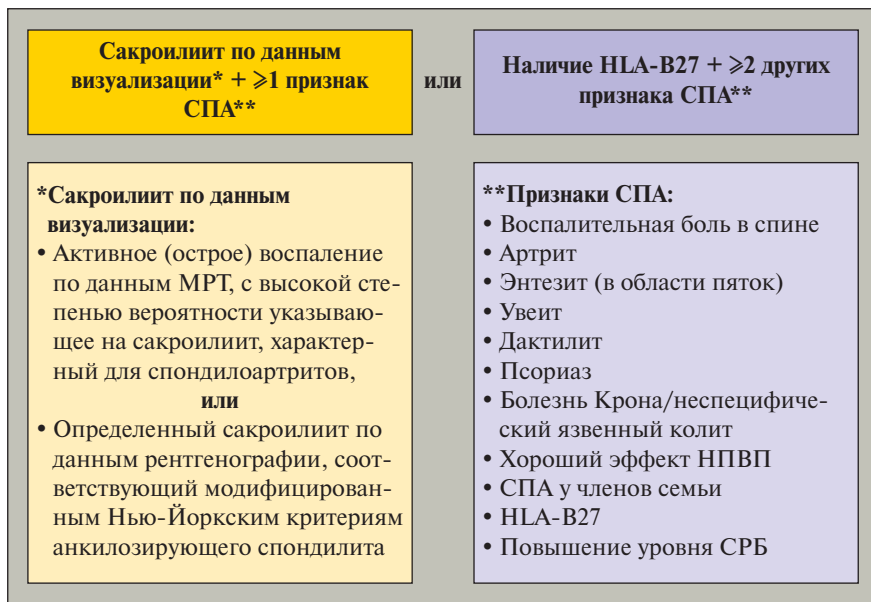 Сакроилиит по данным
визуализации* + ⩾1 признак
СПА**
или
Наличие HLA-B27 + ⩾2 других
признака СПА**
*Сакроилиит по данным
визуализации:
• Активное (острое) воспаление
по данным МРТ, с высокой сте-
пенью вероятности указываю-
щее на сакроилиит, характер-
ный для спондилоартритов,
или
• Определенный сакроилиит по
данным рентгенографии, соот-
ветствующий модифицирован-
ным Нью-Йоркским критериям
анкилозирующего спондилита
**Признаки СПА:
• Воспалительная боль в спине
• Артрит
• Энтезит (в области пяток)
• Увеит
• Дактилит
• Псориаз
• Болезнь Крона/неспецифиче-
ский язвенный колит
• Хороший эффект НПВП
• СПА у членов семьи
• HLA-B27
• Повышение уровня СРБ